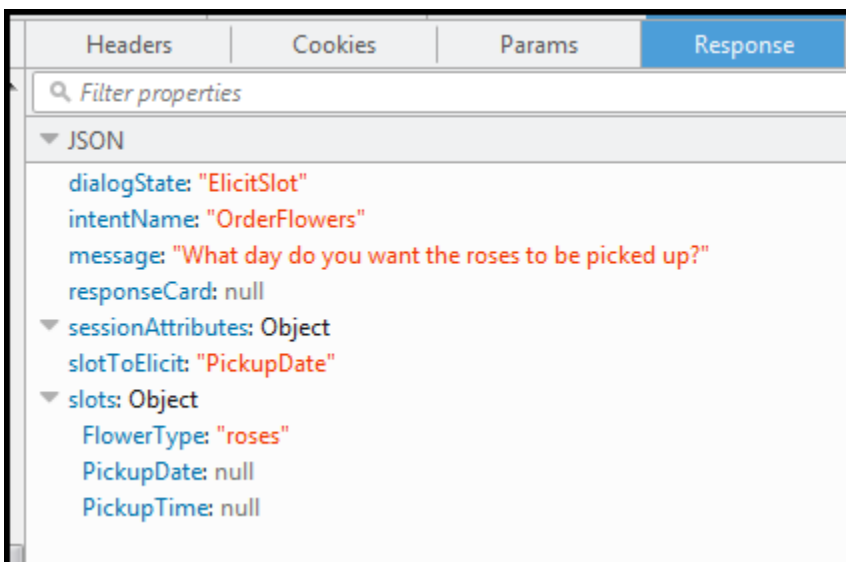 Headers Cookies Params Response
Filter properties
JSON
dialogState: "ElicitSlot"
intentName: "OrderFlowers"
message: "What day do you want the roses to be picked up?"
responseCard: null
sessionAttributes: Object
slotToElicit: "PickupDate"
slots: Object
FlowerType: "roses"
PickupDate: null
PickupTime: null